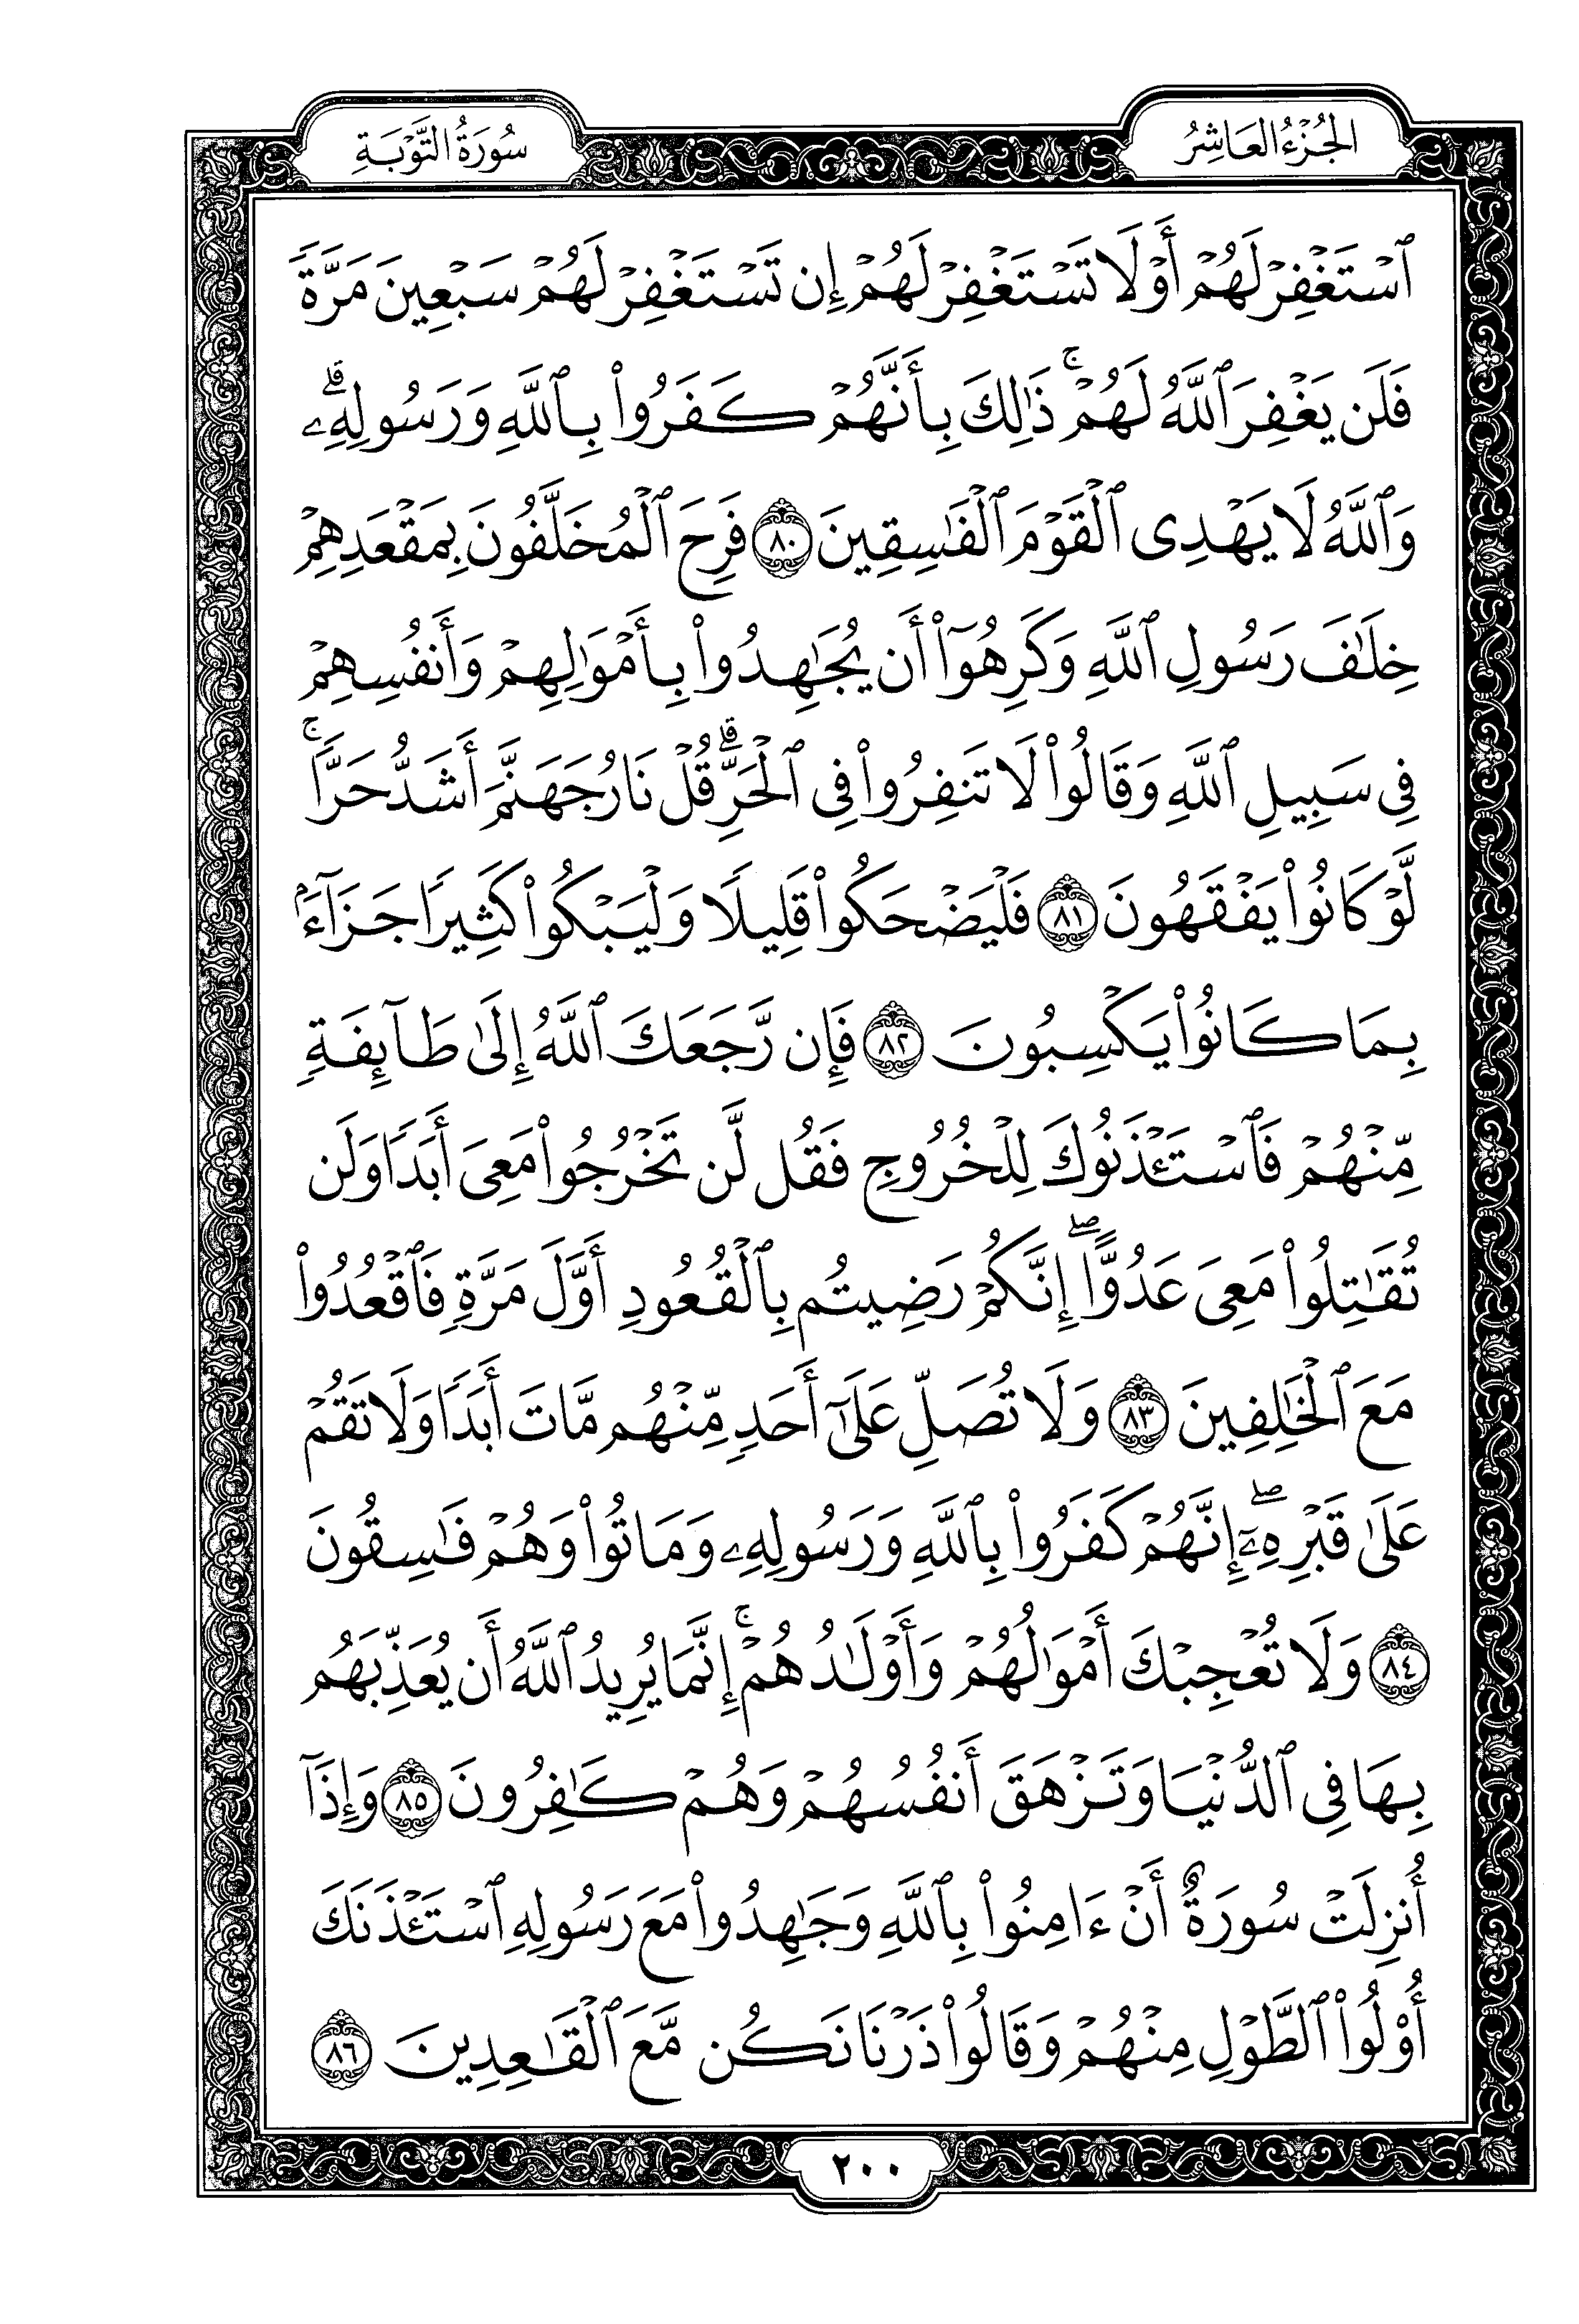 الجُزْءُ العَاشِرُ
سُورَةُ التَّوْبَةِ
ٱسْتَغْفِرْ لَهُمْ أَوْ لَا تَسْتَغْفِرْ لَهُمْ إِن تَسْتَغْفِرْ لَهُمْ سَبْعِينَ مَرَّةً
فَلَن يَغْفِرَ ٱللَّهُ لَهُمْۚ ذَٰلِكَ بِأَنَّهُمْ كَفَرُوا۟ بِٱللَّهِ وَرَسُولِهِۦۗ
وَٱللَّهُ لَا يَهْدِى ٱلْقَوْمَ ٱلْفَـٰسِقِينَ ٨٠ فَرِحَ ٱلْمُخَلَّفُونَ بِمَقْعَدِهِمْ
خِلَـٰفَ رَسُولِ ٱللَّهِ وَكَرِهُوٓا۟ أَن يُجَـٰهِدُوا۟ بِأَمْوَٰلِهِمْ وَأَنفُسِهِمْ
فِى سَبِيلِ ٱللَّهِ وَقَالُوا۟ لَا تَنفِرُوا۟ فِى ٱلْحَرِّۗ قُلْ نَارُ جَهَنَّمَ أَشَدُّ حَرًّاۚ
لَّوْ كَانُوا۟ يَفْقَهُونَ ٨١ فَلْيَضْحَكُوا۟ قَلِيلًا وَلْيَبْكُوا۟ كَثِيرًا جَزَآءًۢ
بِمَا كَانُوا۟ يَكْسِبُونَ ٨٢ فَإِن رَّجَعَكَ ٱللَّهُ إِلَىٰ طَآئِفَةٍ
مِّنْهُمْ فَٱسْتَـْٔذَنُوكَ لِلْخُرُوجِ فَقُل لَّن تَخْرُجُوا۟ مَعِىَ أَبَدًا وَلَن
تُقَـٰتِلُوا۟ مَعِىَ عَدُوًّاۖ إِنَّكُمْ رَضِيتُم بِٱلْقُعُودِ أَوَّلَ مَرَّةٍ فَٱقْعُدُوا۟
مَعَ ٱلْخَـٰلِفِينَ ٨٣ وَلَا تُصَلِّ عَلَىٰٓ أَحَدٍ مِّنْهُم مَّاتَ أَبَدًا وَلَا تَقُمْ
عَلَىٰ قَبْرِهِۦٓۖ إِنَّهُمْ كَفَرُوا۟ بِٱللَّهِ وَرَسُولِهِۦ وَمَاتُوا۟ وَهُمْ فَـٰسِقُونَ
٨٤ وَلَا تُعْجِبْكَ أَمْوَٰلُهُمْ وَأَوْلَـٰدُهُمْۚ إِنَّمَا يُرِيدُ ٱللَّهُ أَن يُعَذِّبَهُم
بِهَا فِى ٱلدُّنْيَا وَتَزْهَقَ أَنفُسُهُمْ وَهُمْ كَـٰفِرُونَ ٨٥ وَإِذَآ
أُنزِلَتْ سُورَةٌ أَنْ ءَامِنُوا۟ بِٱللَّهِ وَجَـٰهِدُوا۟ مَعَ رَسُولِهِ ٱسْتَـْٔذَنَكَ
أُو۟لُوا۟ ٱلطَّوْلِ مِنْهُمْ وَقَالُوا۟ ذَرْنَا نَكُن مَّعَ ٱلْقَـٰعِدِينَ ٨٦
٢٠٠